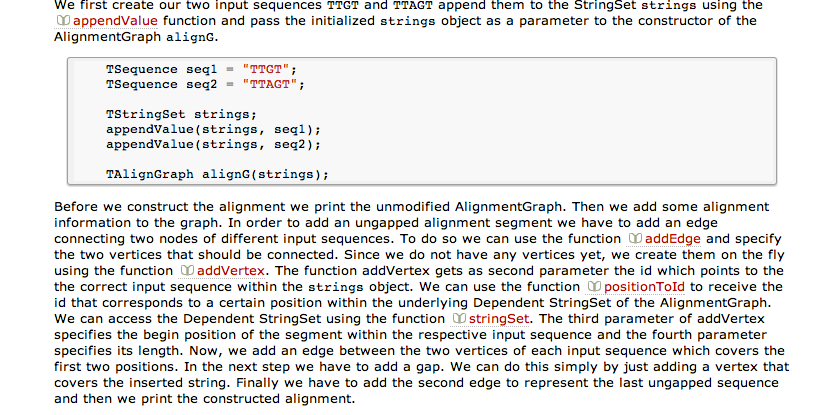 We first create our two input sequences TTGT and TTAGT append them to the StringSet strings using the
appendValue function and pass the initialized strings object as a parameter to the constructor of the
AlignmentGraph alignG.
TSequence seq1 = "TTGT";
TSequence seq2 = "TTAGT";
TStringSet strings;
appendValue(strings, seq1);
appendValue(strings, seq2);
TAlignGraph alignG(strings);
Before we construct the alignment we print the unmodified AlignmentGraph. Then we add some alignment
information to the graph. In order to add an ungapped alignment segment we have to add an edge
connecting two nodes of different input sequences. To do so we can use the function addEdge and specify
the two vertices that should be connected. Since we do not have any vertices yet, we create them on the fly
using the function addVertex. The function addVertex gets as second parameter the id which points to the
the correct input sequence within the strings object. We can use the function positionToId to receive the
id that corresponds to a certain position within the underlying Dependent StringSet of the AlignmentGraph.
We can access the Dependent StringSet using the function stringSet. The third parameter of addVertex
specifies the begin position of the segment within the respective input sequence and the fourth parameter
specifies its length. Now, we add an edge between the two vertices of each input sequence which covers the
first two positions. In the next step we have to add a gap. We can do this simply by just adding a vertex that
covers the inserted string. Finally we have to add the second edge to represent the last ungapped sequence
and then we print the constructed alignment.